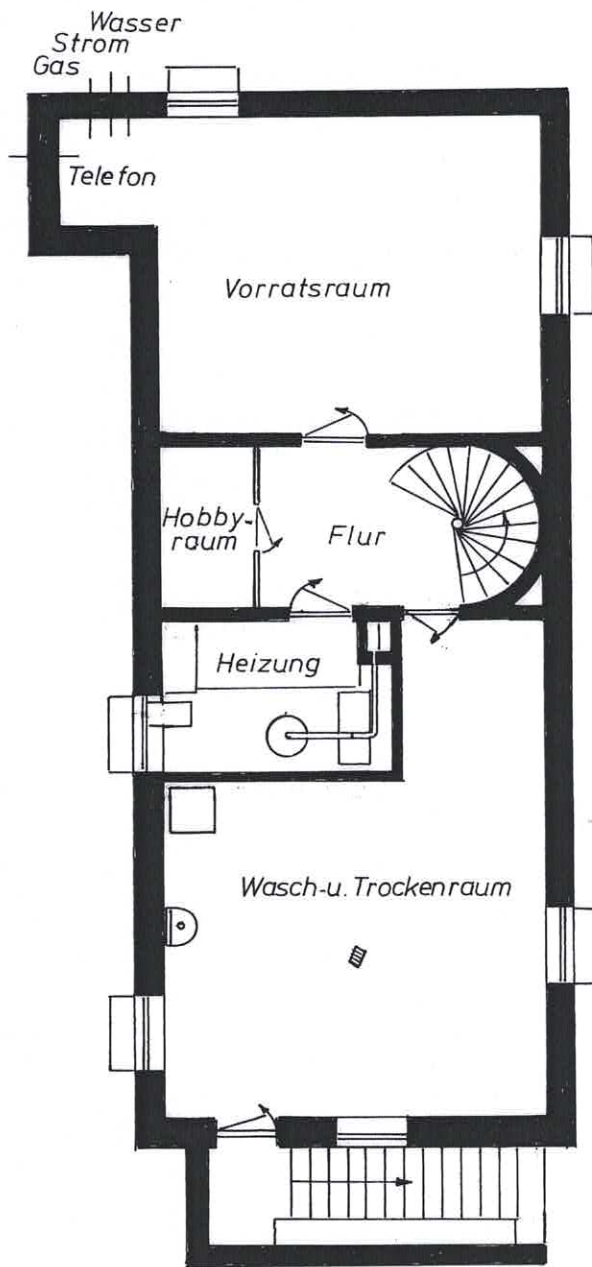 Wasser
Strom
Gas
Telefon
Vorratsraum
Hobby-
raum
Flur
Heizung
Wasch-u. Trockenraum